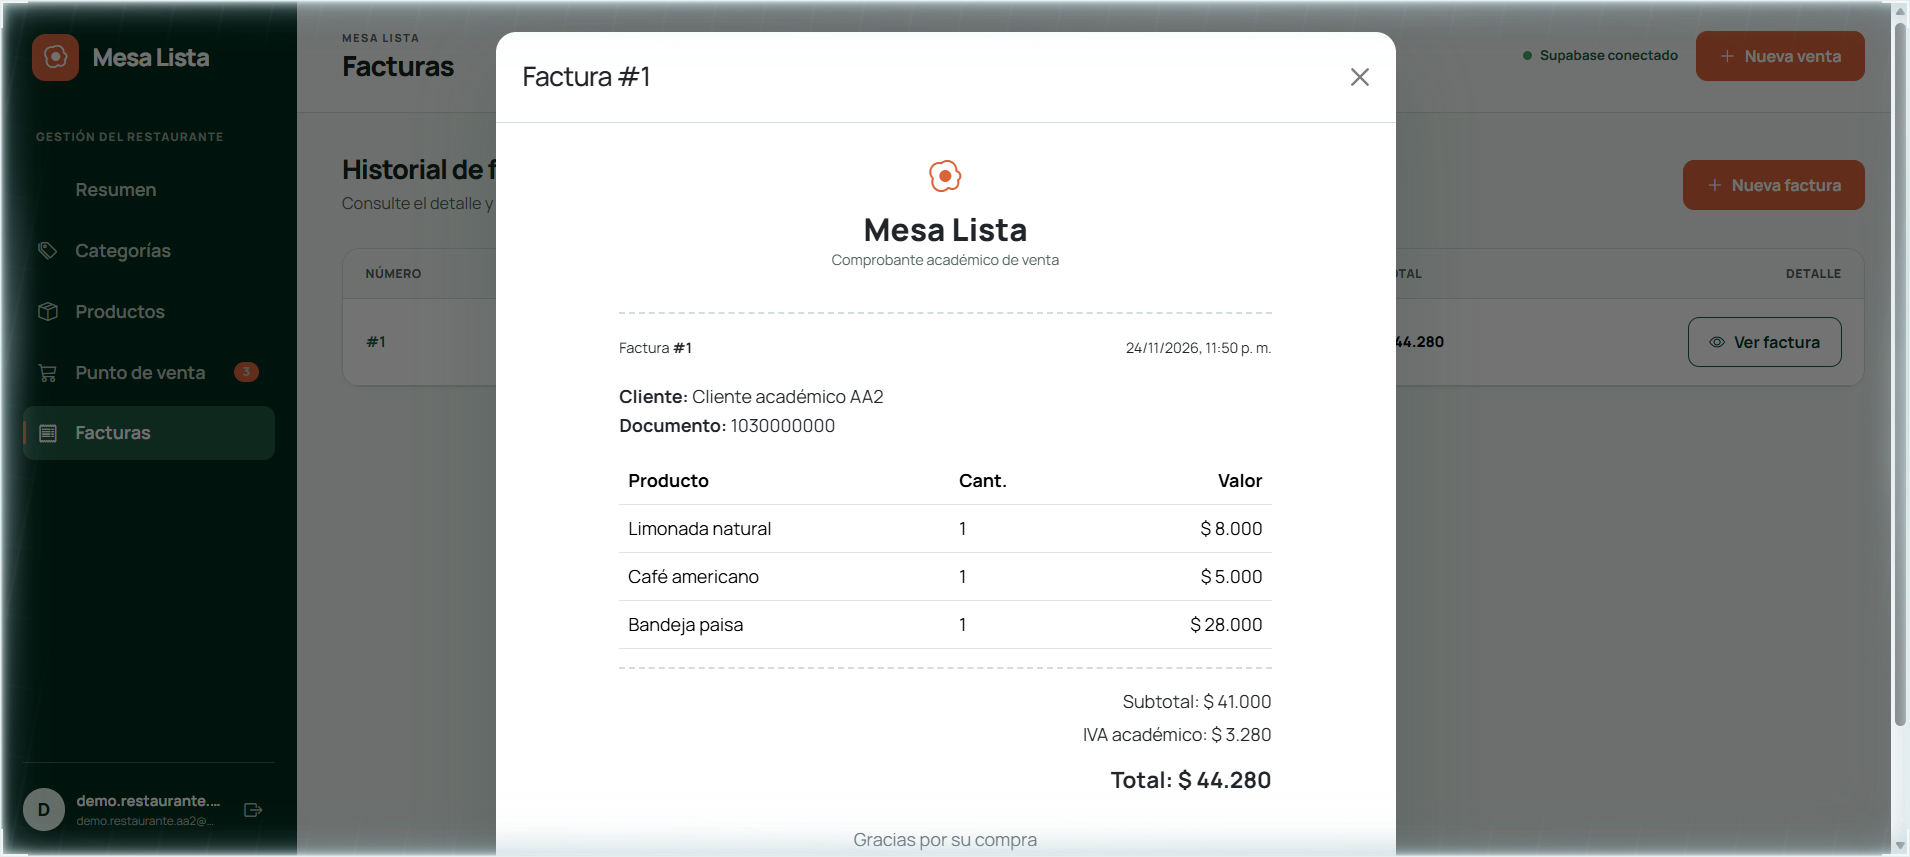 Mesa Lista
GESTIÓN DEL RESTAURANTE
Resumen
Categorías
Productos
Punto de venta 3
Facturas
D
demo.restaurante....
demo.restaurante.aa2@...
MESA LISTA
Facturas
Supabase conectado
+ Nueva venta
Historial de f
Consulte el detalle y
+ Nueva factura
NÚMERO
TAL
DETALLE
#1
44.280
Ver factura
Factura #1
Mesa Lista
Comprobante académico de venta
Factura #1
24/11/2026, 11:50 p. m.
Cliente: Cliente académico AA2
Documento: 1030000000
Producto Cant. Valor
Limonada natural 1 $ 8.000
Café americano 1 $ 5.000
Bandeja paisa 1 $ 28.000
Subtotal: $ 41.000
IVA académico: $ 3.280
Total: $ 44.280
Gracias por su compra